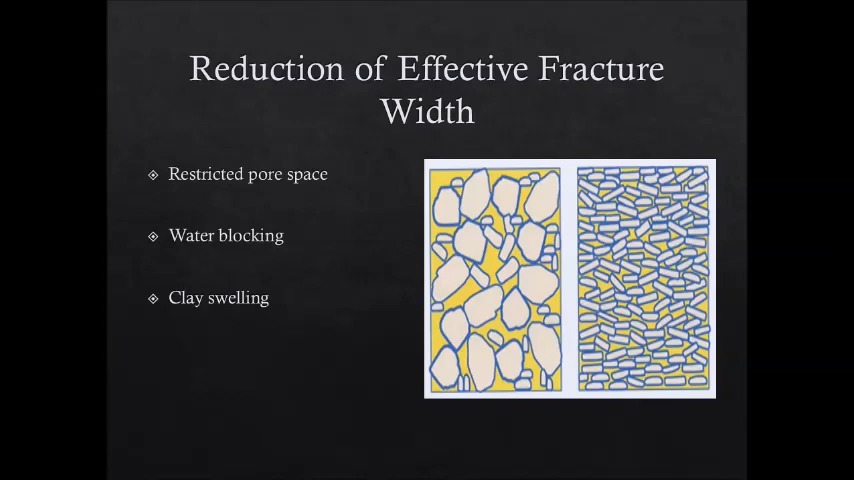 Reduction of Effective Fracture
Width
Restricted pore space
Water blocking
Clay swelling